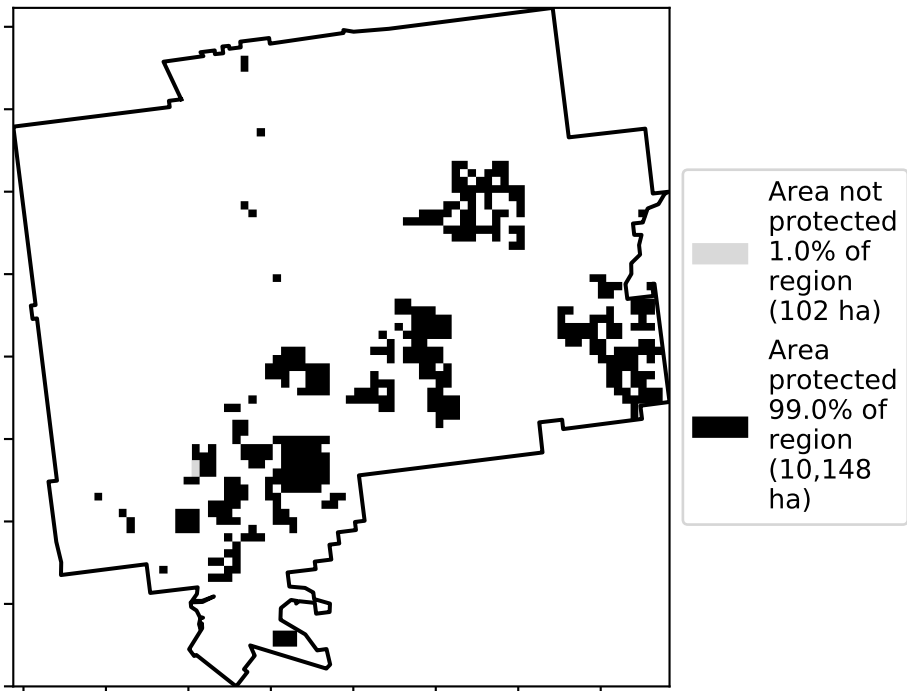 Area not
protected
1.0% of
region
(102 ha)
Area
protected
99.0% of
region
(10,148
ha)